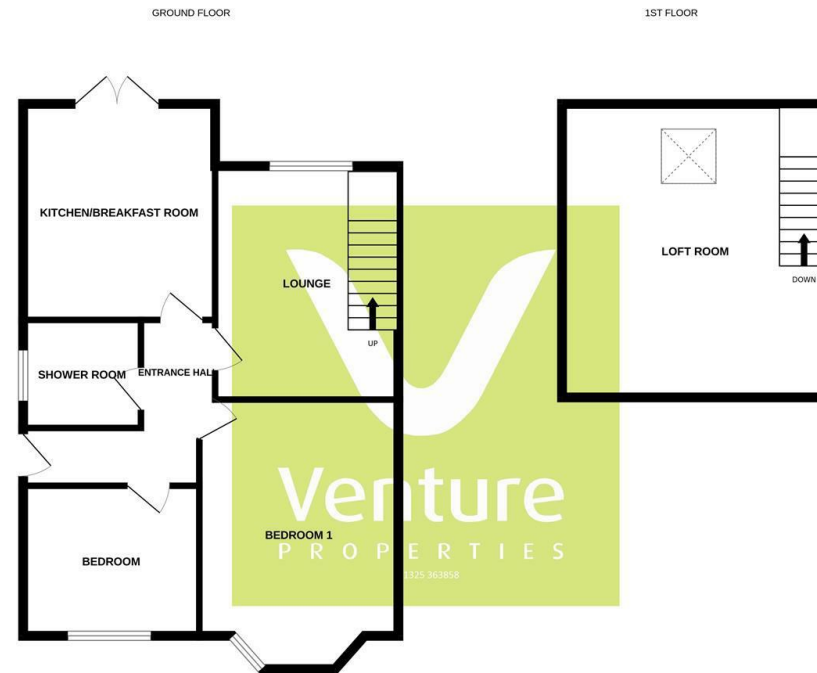 GROUND FLOOR
1ST FLOOR
KITCHEN/BREAKFAST ROOM
LOUNGE
UP
SHOWER ROOM
ENTRANCE HALL
BEDROOM
BEDROOM 1
LOFT ROOM
DOWN
Venture
PROPERTIES
1325 363858